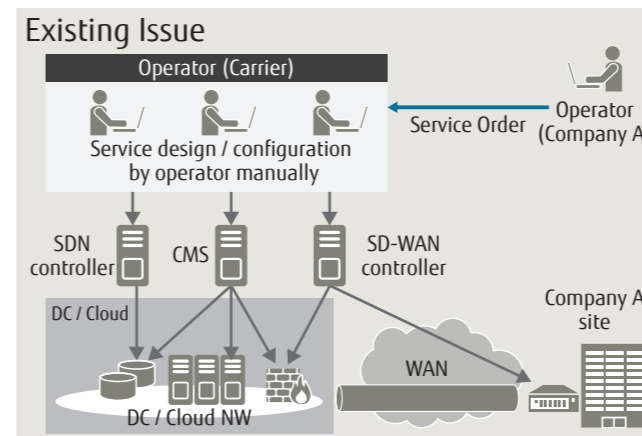 Existing Issue
Operator (Carrier)
Service design / configuration
by operator manually
Service Order
Operator
(Company A
SDN
controller
CMS
SD-WAN
controller
Company A
site
DC / Cloud
WAN
DC / Cloud NW